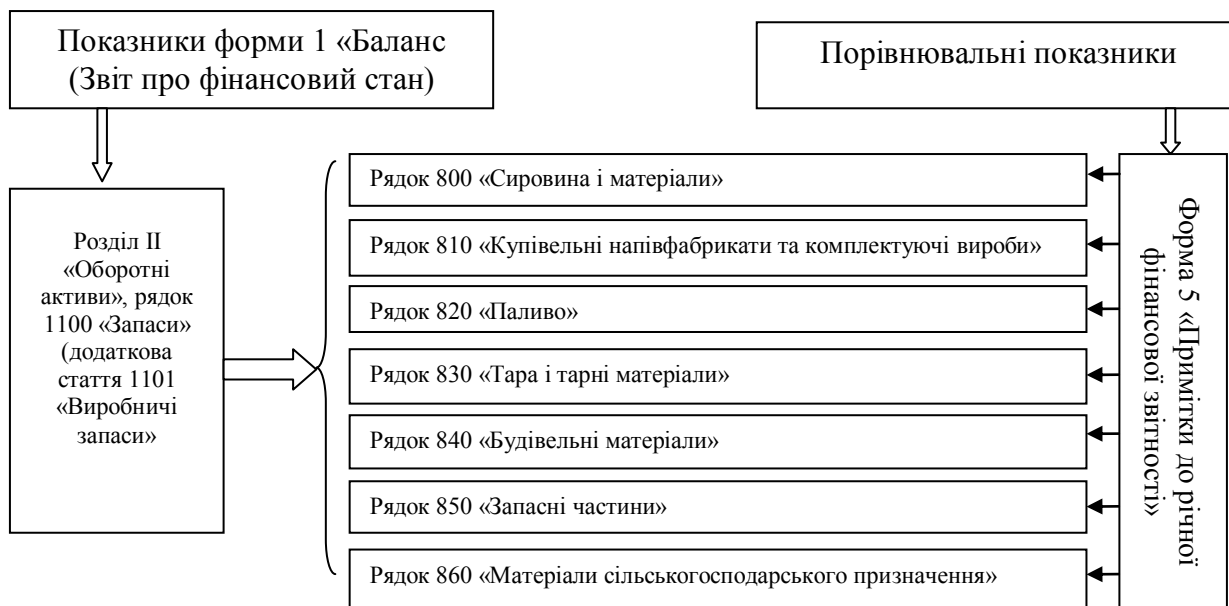 Показники форми 1 «Баланс
(Звіт про фінансовий стан)
Порівнювальні показники
Розділ ІІ
«Оборотні
активи», рядок
1100 «Запаси»
(додаткова
стаття 1101
«Виробничі
запаси»
Рядок 800 «Сировина і матеріали»
Рядок 810 «Купівельні напівфабрикати та комплектуючі вироби»
Рядок 820 «Паливо»
Рядок 830 «Тара і тарні матеріали»
Рядок 840 «Будівельні матеріали»
Рядок 850 «Запасні частини»
Рядок 860 «Матеріали сільськогосподарського призначення»
Форма 5 «Примітки до річної
фінансової звітності»